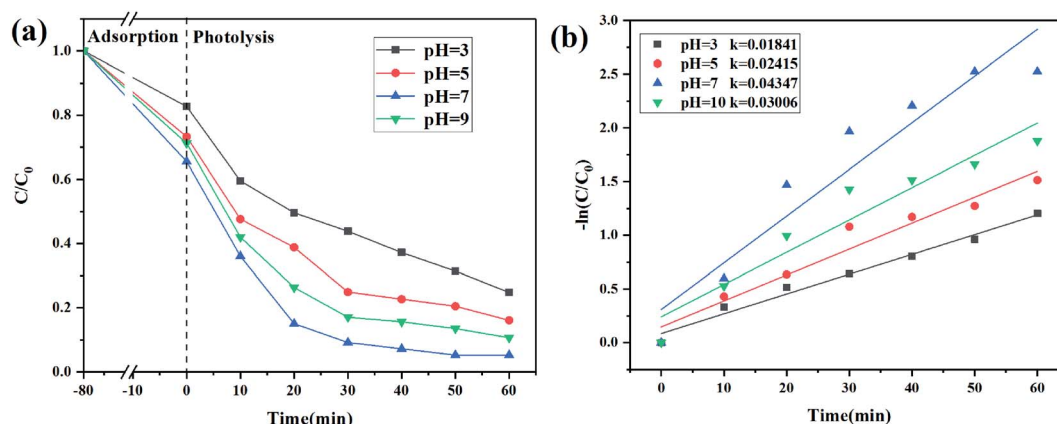 (a)
Adsorption
Photolysis
pH=3
pH=5
pH=7
pH=9
C/C0
1.0
0.8
0.6
0.4
0.2
0.0
-80
-10
0
10
20
30
40
50
60
Time(min)
(b)
pH=3 k=0.01841
pH=5 k=0.02415
pH=7 k=0.04347
pH=10 k=0.03006
-ln(C/C0)
3.0
2.5
2.0
1.5
1.0
0.5
0.0
0
10
20
30
40
50
60
Time(min)